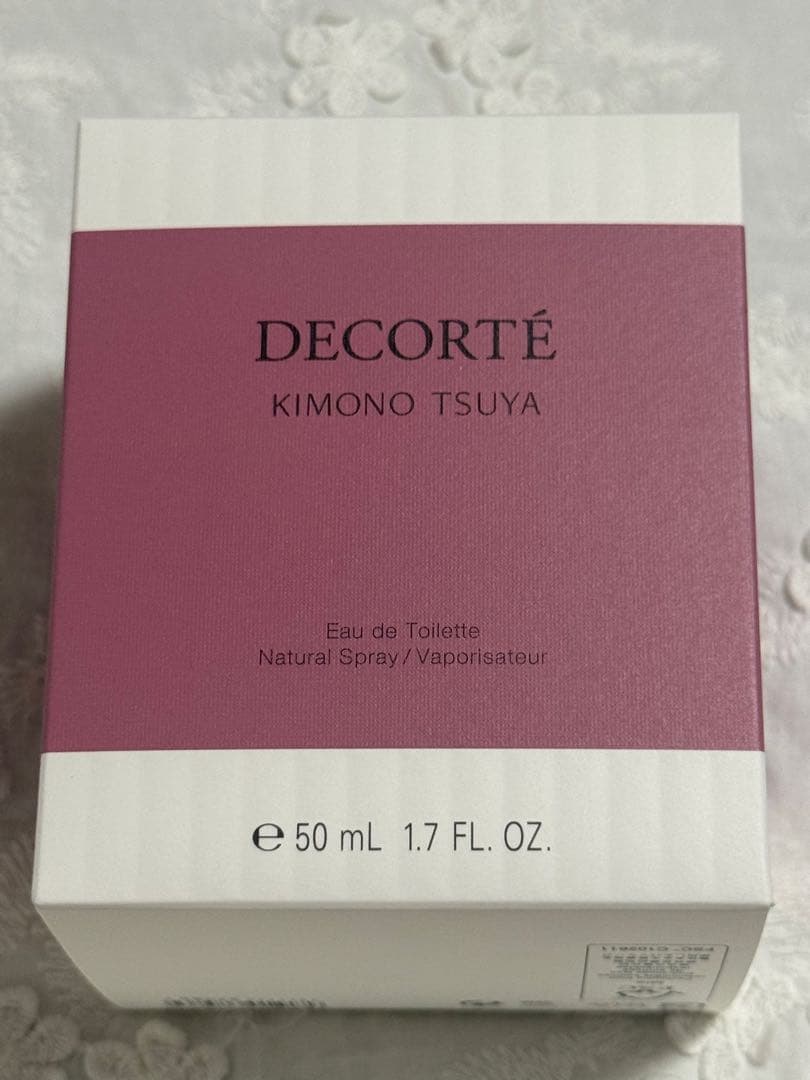 DECORTÉ
KIMONO TSUYA
Eau de Toilette
Natural Spray/Vaporisateur
℮ 50 mL 1.7 FL. OZ.